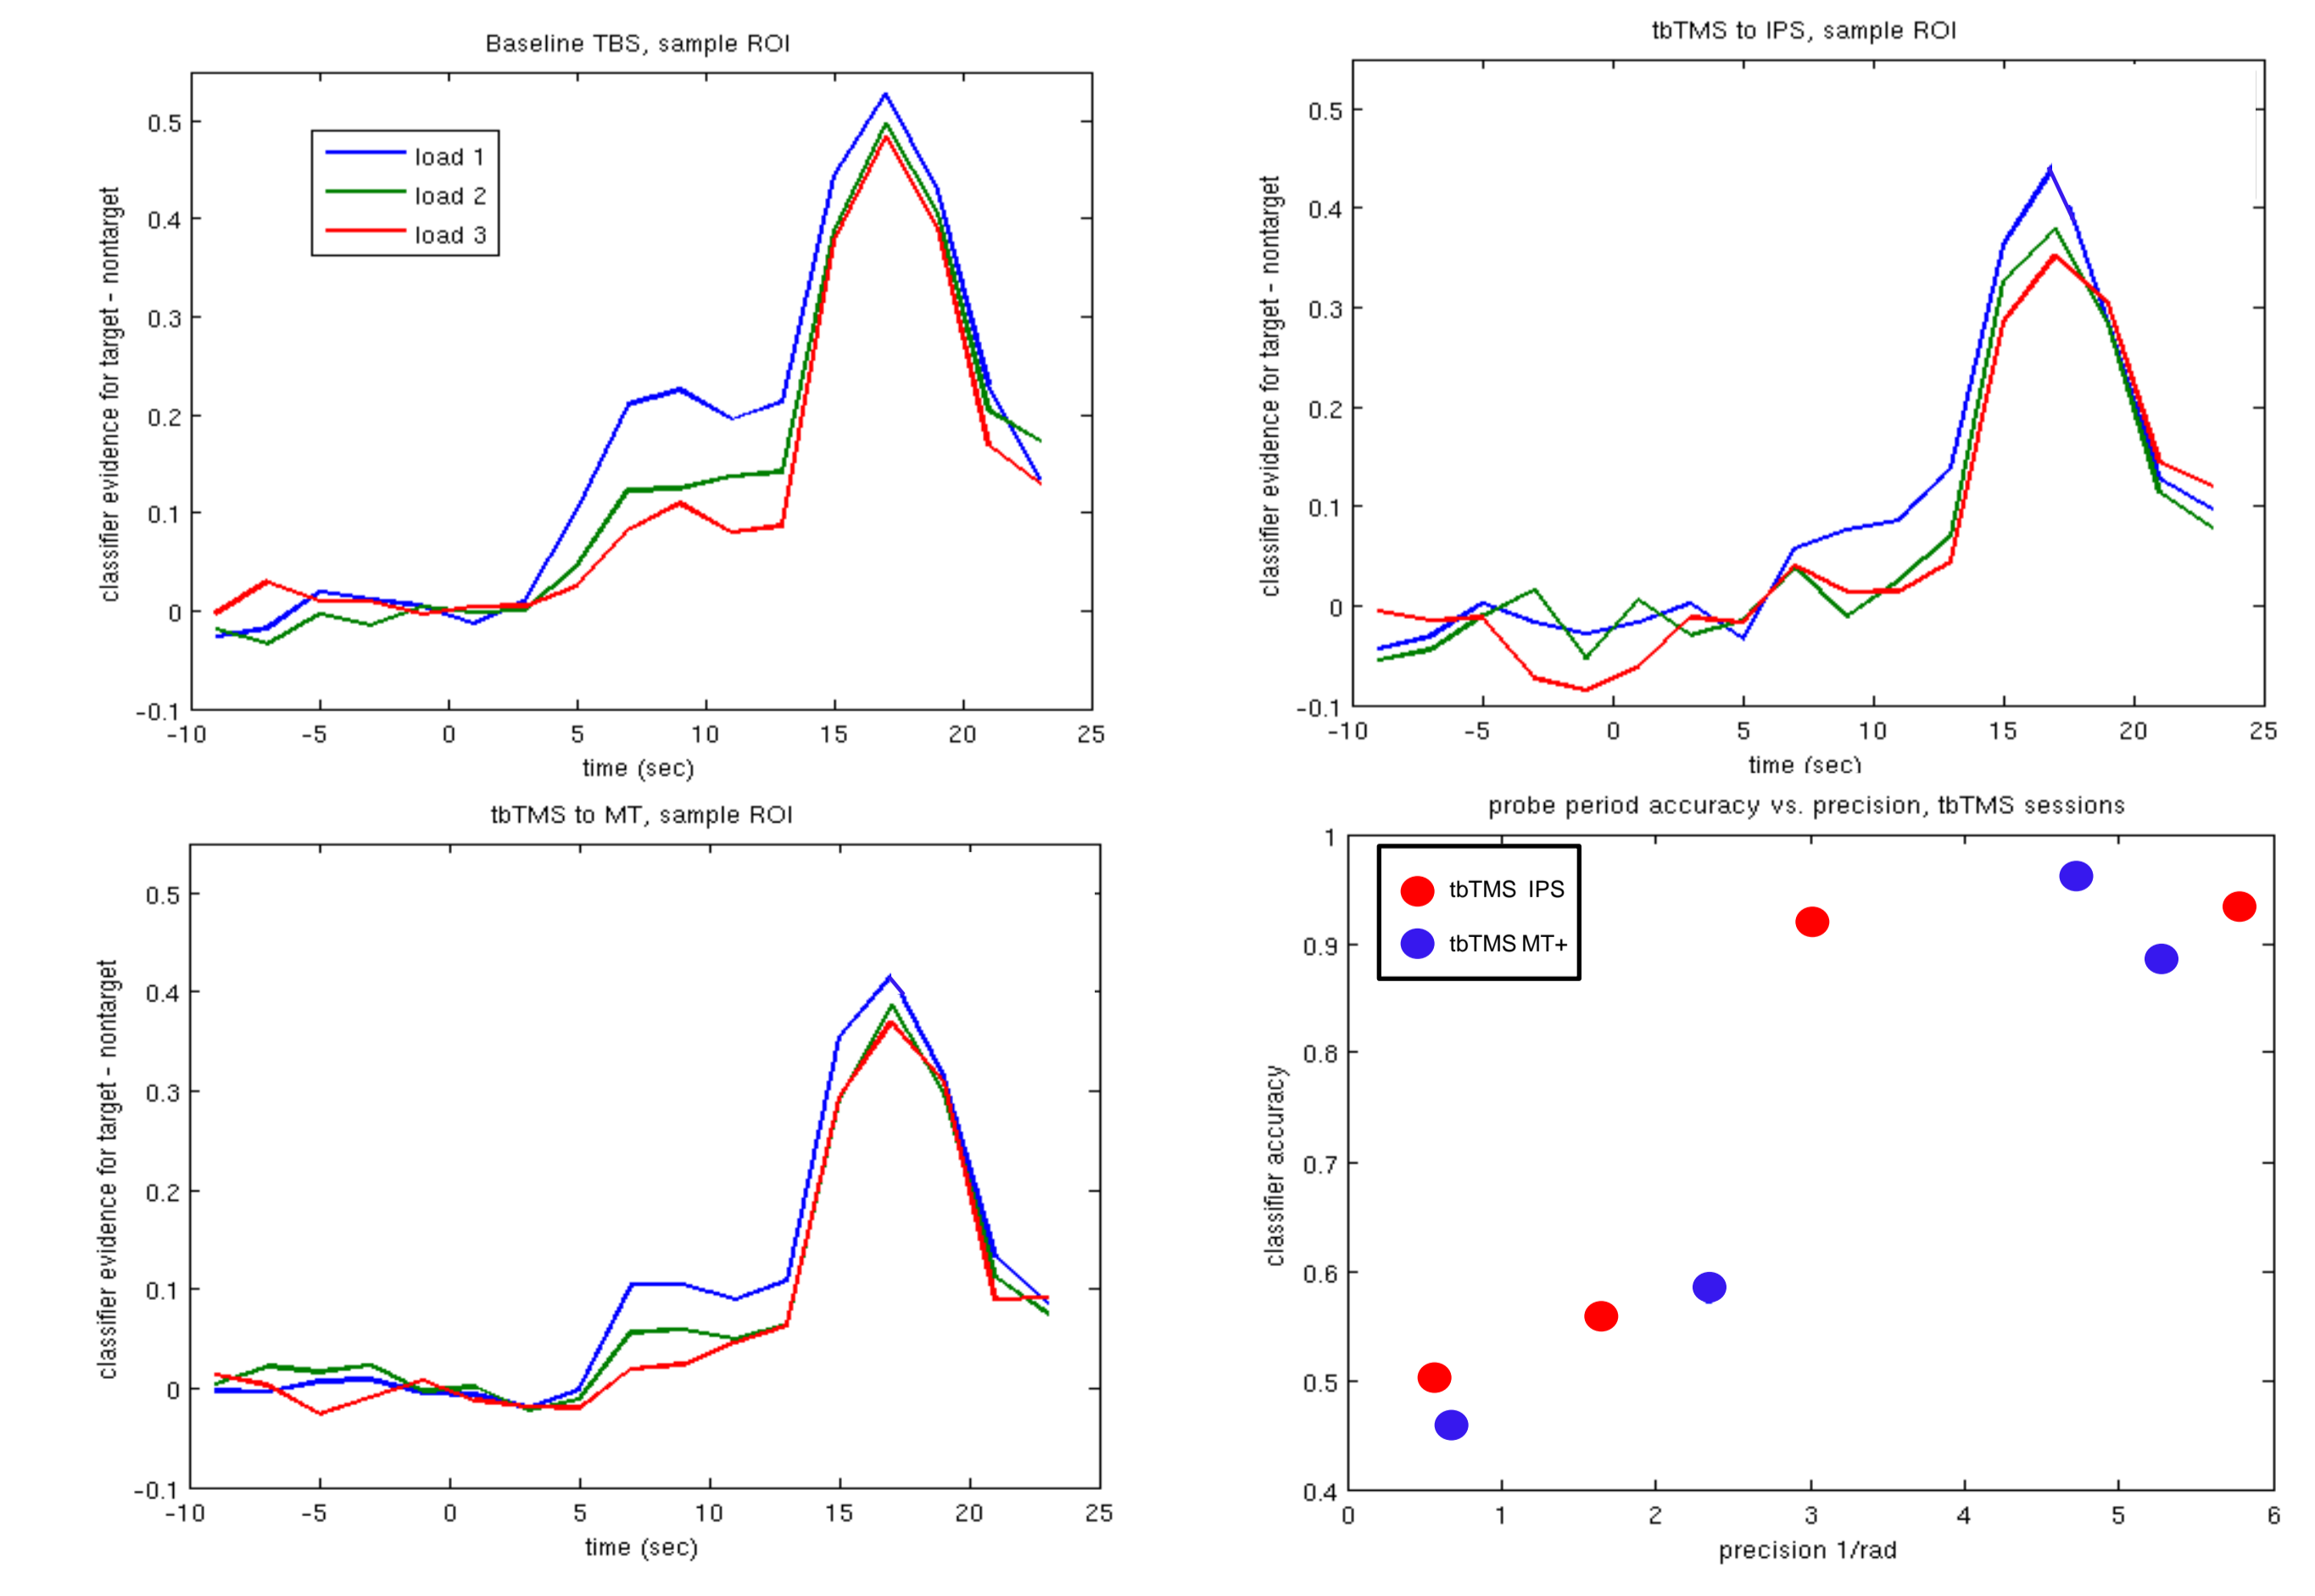 Baseline TBS, sample ROI
classifier evidence for target - nontarget
0.5
0.4
0.3
0.2
0.1
0
-0.1
load 1
load 2
load 3
-10 -5 0 5 10 15 20 25
time (sec)
tbTMS to IPS, sample ROI
classifier evidence for target - nontarget
0.5
0.4
0.3
0.2
0.1
0
-0.1
-10 -5 0 5 10 15 20 25
time (sec)
tbTMS to MT, sample ROI
classifier evidence for target - nontarget
0.5
0.4
0.3
0.2
0.1
0
-0.1
-10 -5 0 5 10 15 20 25
time (sec)
probe period accuracy vs. precision, tbTMS sessions
classifier accuracy
1
0.9
0.8
0.7
0.6
0.5
0.4
tbTMS IPS
tbTMS MT+
0 1 2 3 4 5 6
precision 1/rad